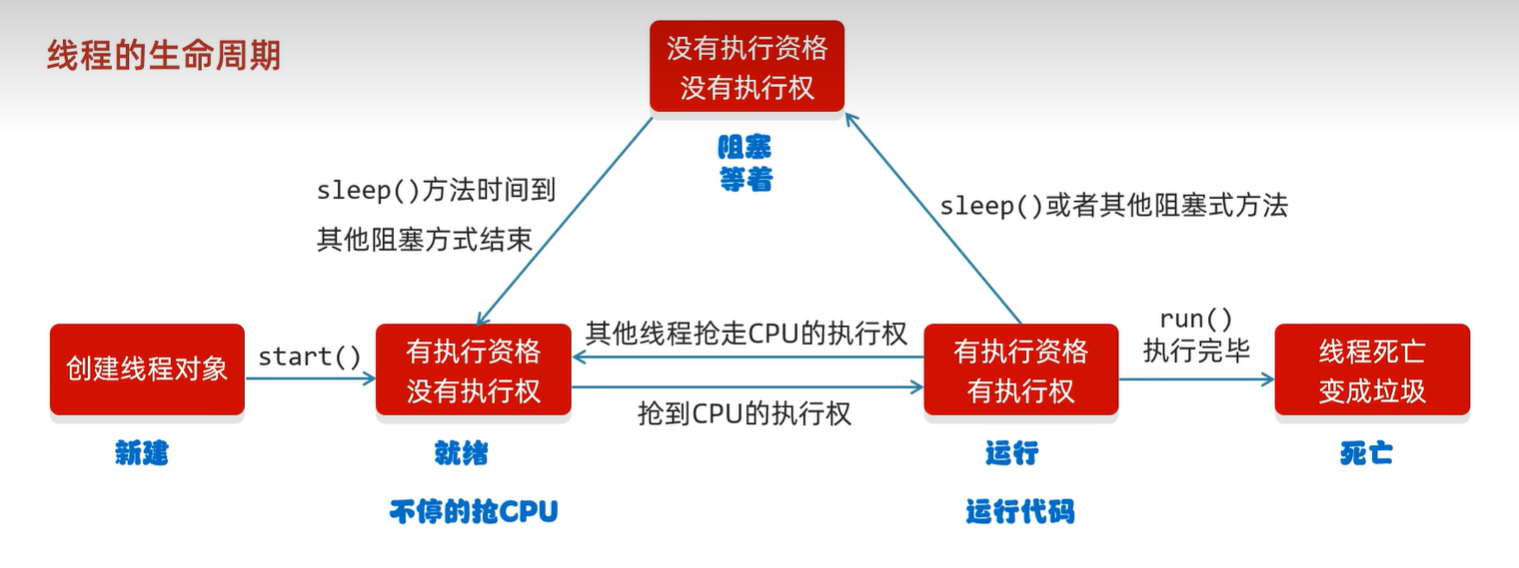 线程的生命周期
没有执行资格
没有执行权
阻塞
等着
sleep()方法时间到
其他阻塞方式结束
sleep()或者其他阻塞式方法
创建线程对象
新建
start()
有执行资格
没有执行权
就绪
不停的抢CPU
其他线程抢走CPU的执行权
抢到CPU的执行权
有执行资格
有执行权
运行
运行代码
run()
执行完毕
线程死亡
变成垃圾
死亡